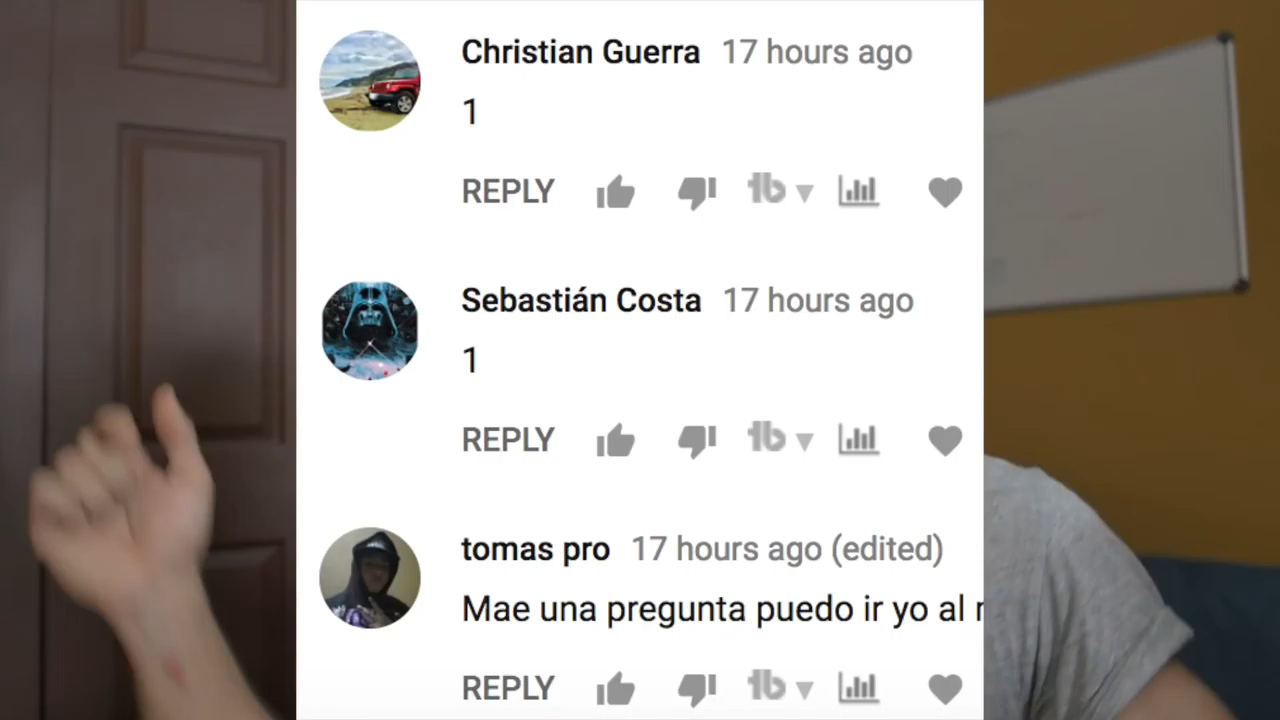 Christian Guerra 17 hours ago
1
REPLY
Sebastián Costa 17 hours ago
1
REPLY
tomas pro 17 hours ago (edited)
Mae una pregunta puedo ir yo al
REPLY